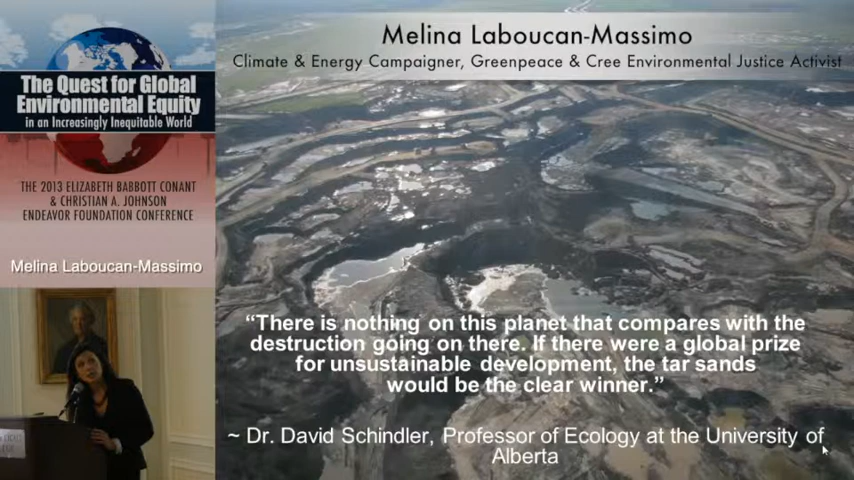 The Quest for Global
Environmental Equity
in an Increasingly Inequitable World
THE 2013 ELIZABETH BABBOTT CONANT
& CHRISTIAN A. JOHNSON
ENDEAVOR FOUNDATION CONFERENCE
Melina Laboucan-Massimo
Melina Laboucan-Massimo
Climate & Energy Campaigner, Greenpeace & Cree Environmental Justice Activist
“There is nothing on this planet that compares with the
destruction going on there. If there were a global prize
for unsustainable development, the tar sands
would be the clear winner.”
~ Dr. David Schindler, Professor of Ecology at the University of
Alberta